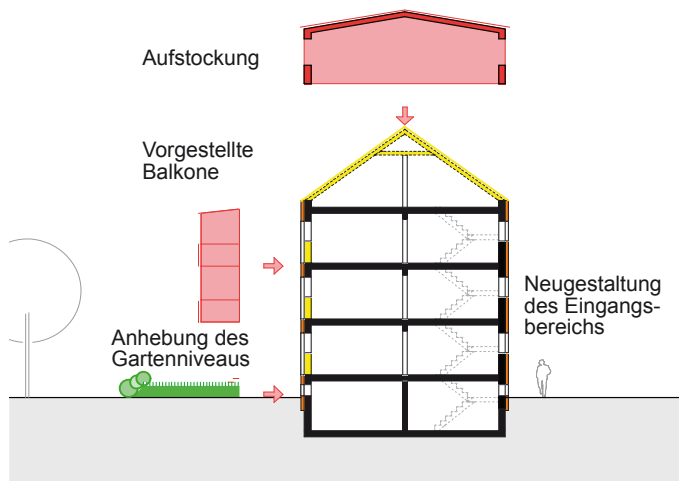 Aufstockung
Vorgestellte
Balkone
Neugestaltung
des Eingangs-
bereichs
Anhebung des
Gartenniveaus